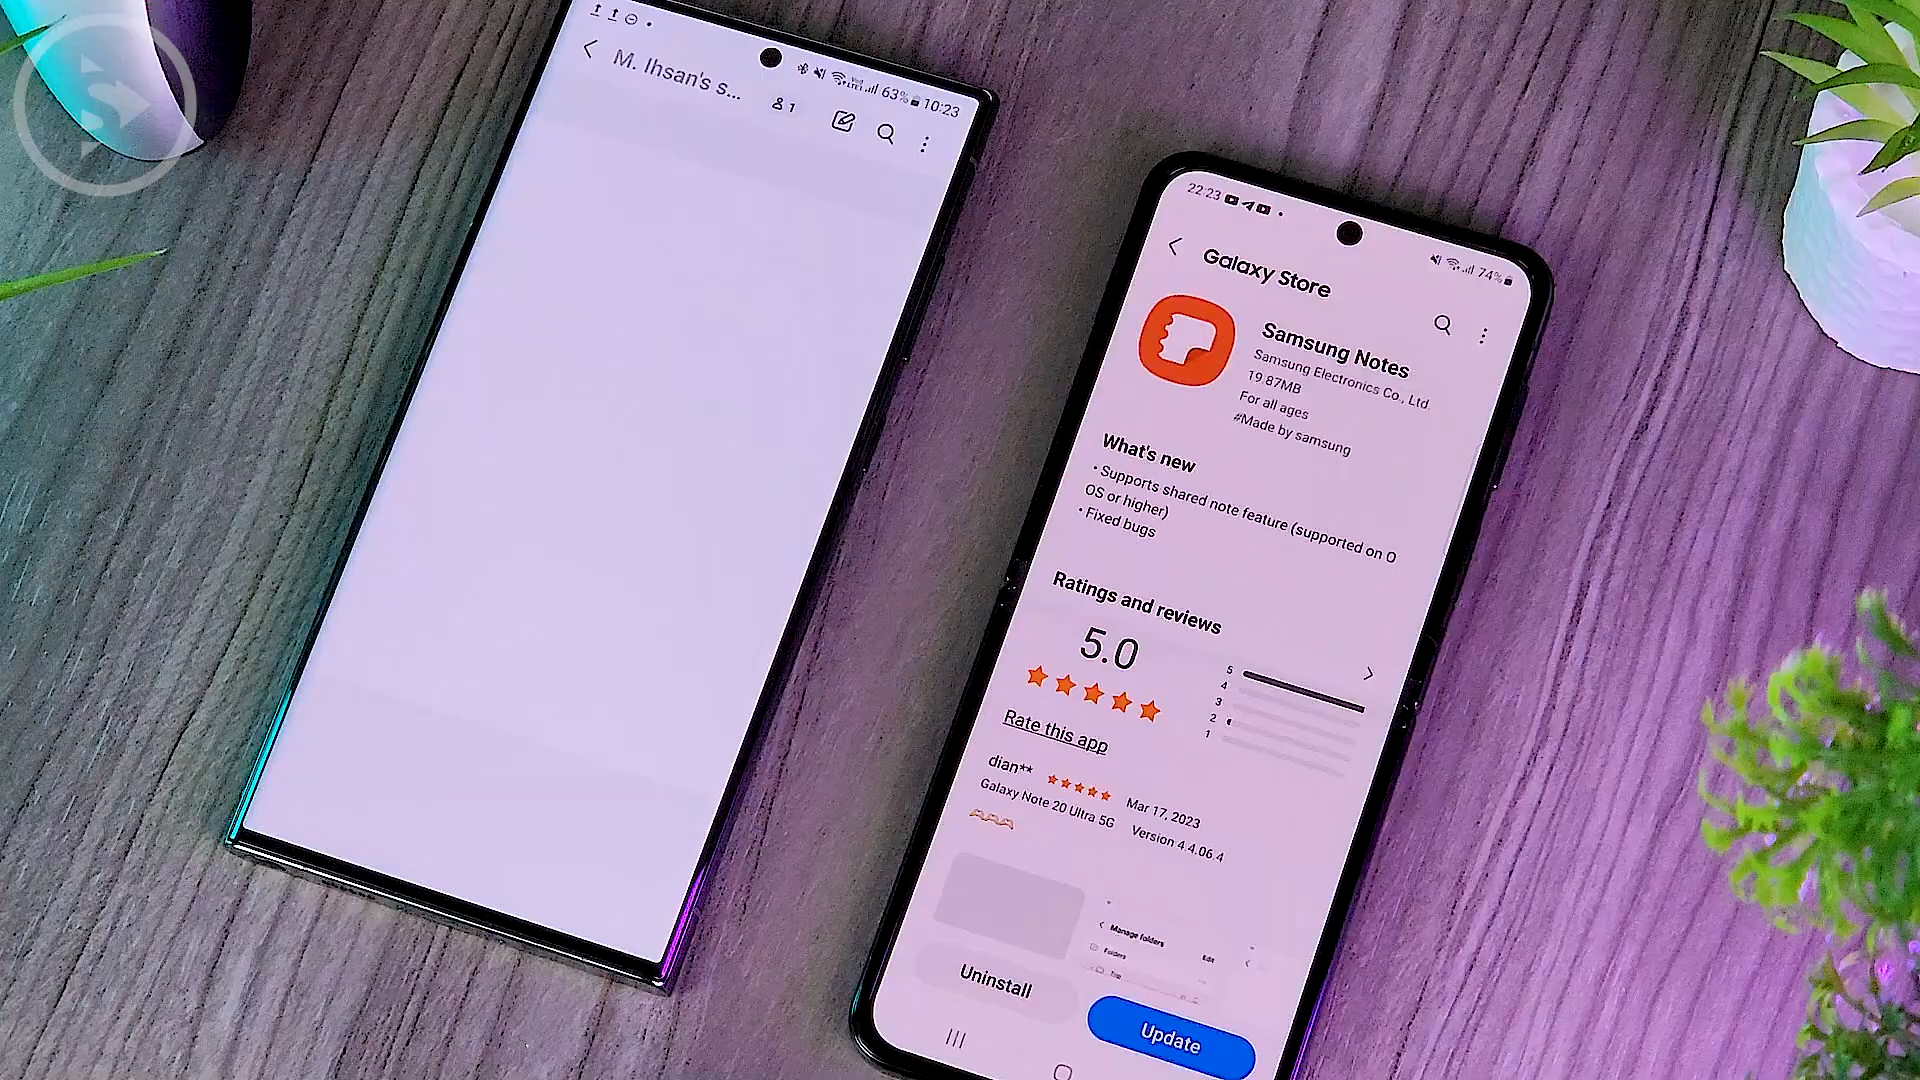 M. Ihsan's s...
1
63% 10:23
22:23
74%
Galaxy Store
Samsung Notes
Samsung Electronics Co., Ltd.
19.87MB
For all ages
#Made by samsung
What's new
• Supports shared note feature (supported on O
OS or higher)
• Fixed bugs
Ratings and reviews
5.0
5
4
3
2
1
Rate this app
dian**
Mar 17, 2023
Galaxy Note 20 Ultra 5G
Version 4.4.06.4
Manage folders
Edit
Folders
Uninstall
Update